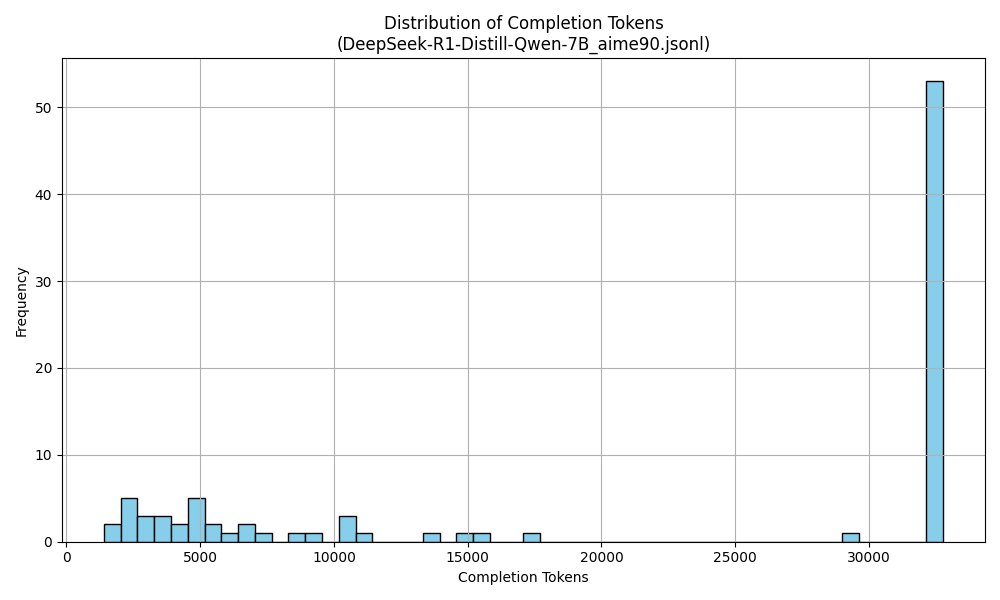 Distribution of Completion Tokens
(DeepSeek-R1-Distill-Qwen-7B_aime90.jsonl)
50
40
30
20
10
0
Frequency
0 5000 10000 15000 20000 25000 30000
Completion Tokens